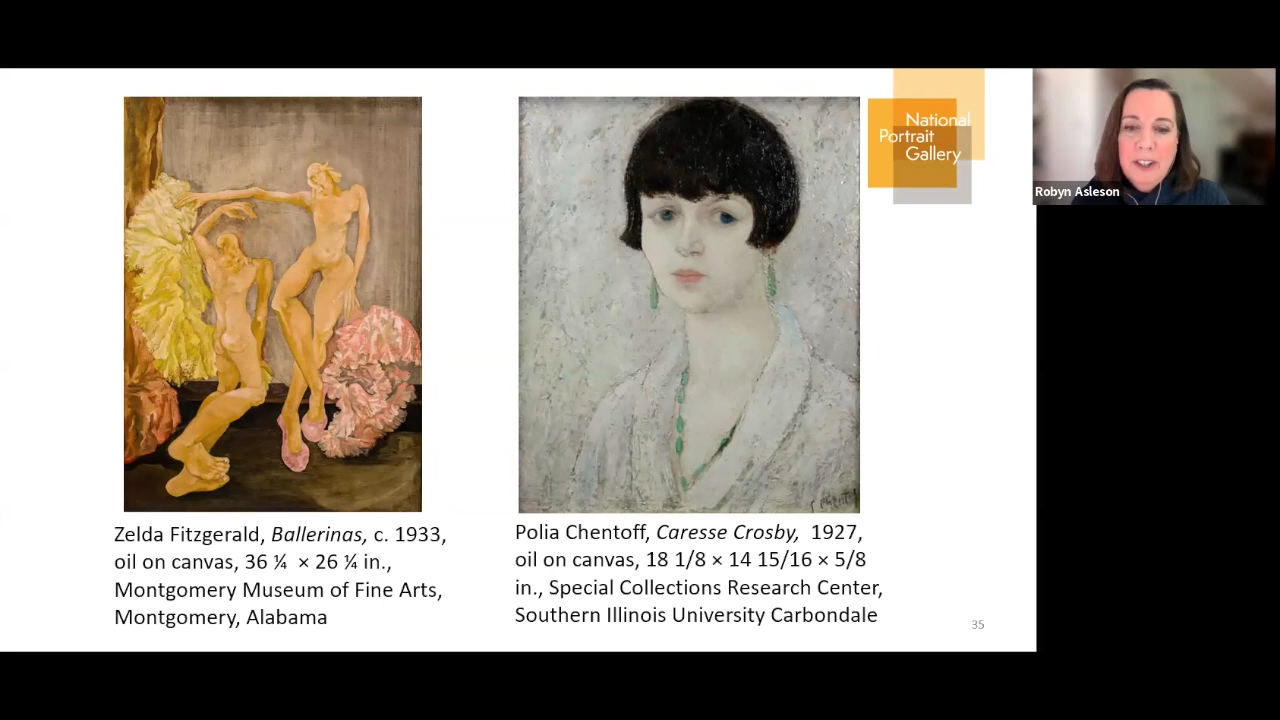 National
Portrait
Gallery
Robyn Asleson
Zelda Fitzgerald, Ballerinas, c. 1933,
oil on canvas, 36 ¼ × 26 ¼ in.,
Montgomery Museum of Fine Arts,
Montgomery, Alabama
Polia Chentoff, Caresse Crosby, 1927,
oil on canvas, 18 1/8 × 14 15/16 × 5/8
in., Special Collections Research Center,
Southern Illinois University Carbondale
35